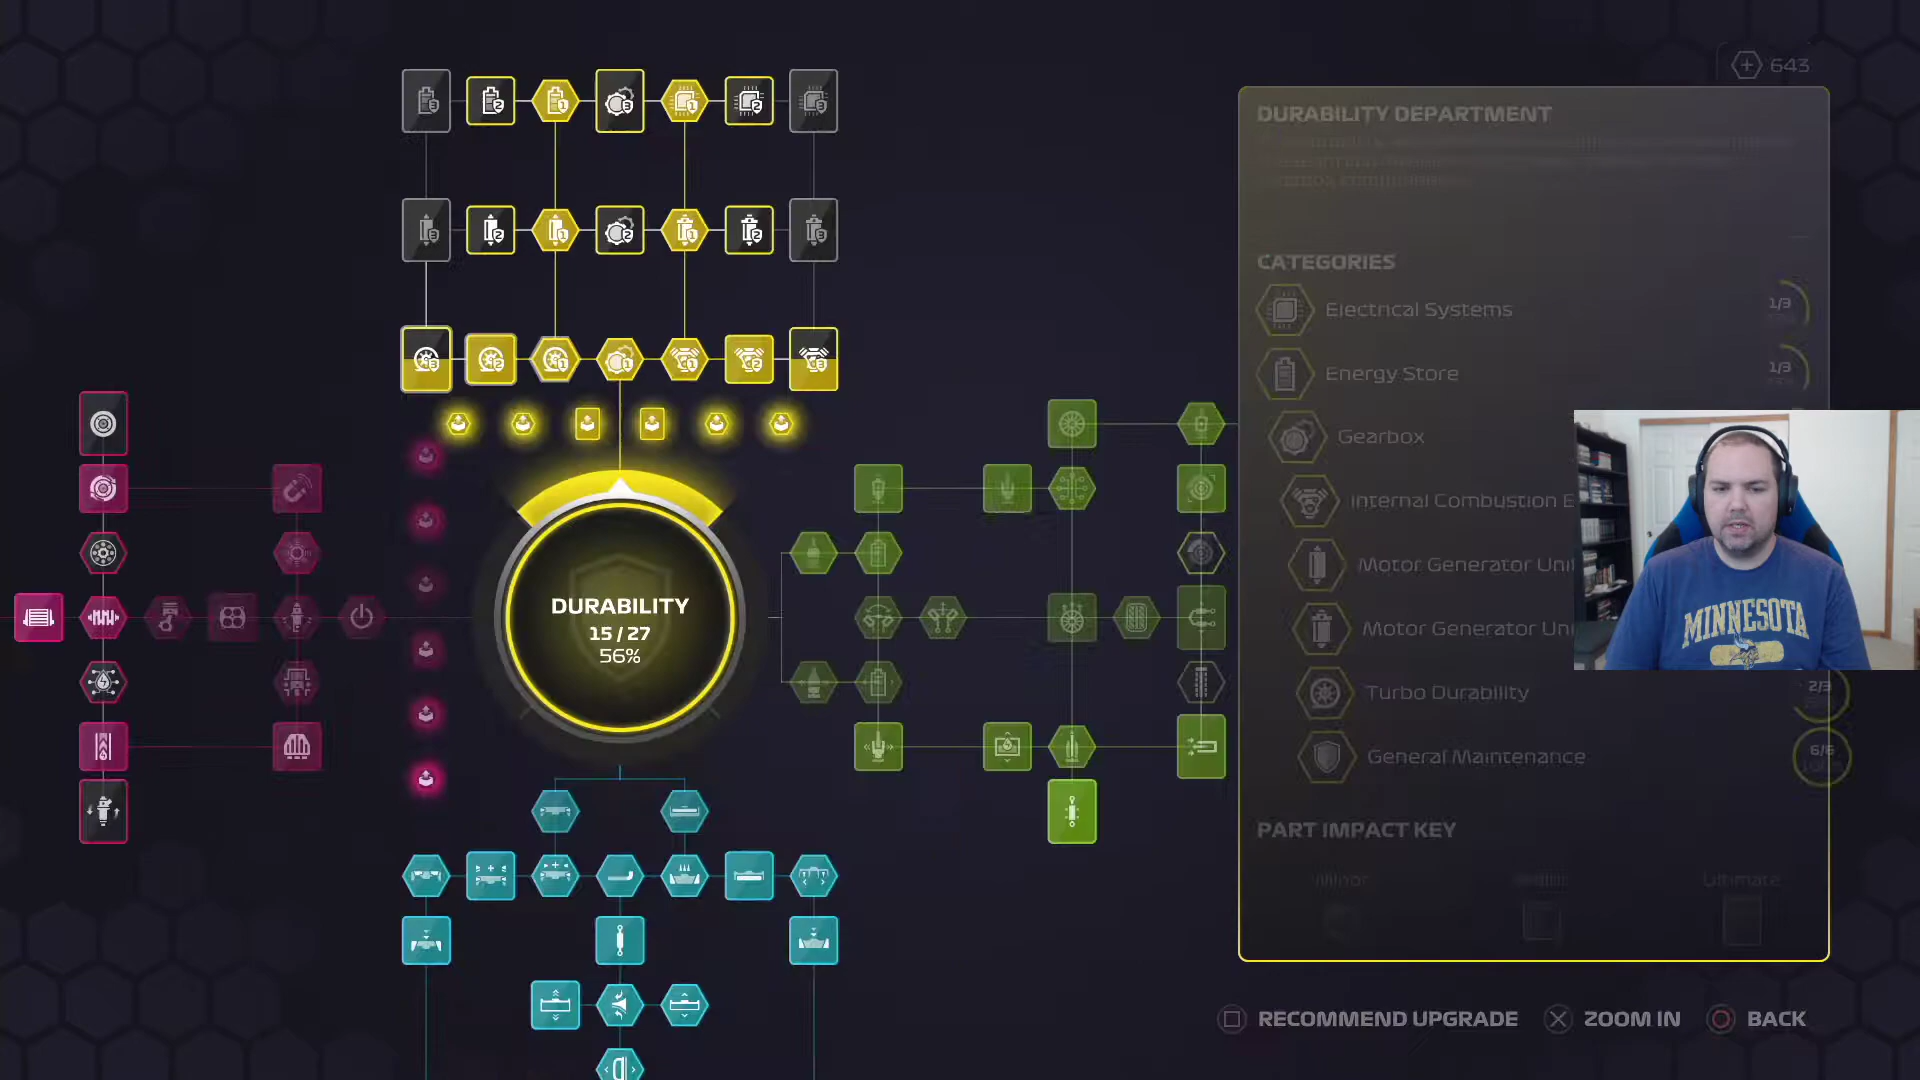 643
DURABILITY DEPARTMENT
CATEGORIES
Electrical Systems
1/3
Energy Store
1/3
Gearbox
Internal Combustion E
Motor Generator Uni
Motor Generator Uni
Turbo Durability
2/3
General Maintenance
6/6
PART IMPACT KEY
Minor
Ultimate
DURABILITY
15 / 27
56%
MINNESOTA
RECOMMEND UPGRADE
ZOOM IN
BACK